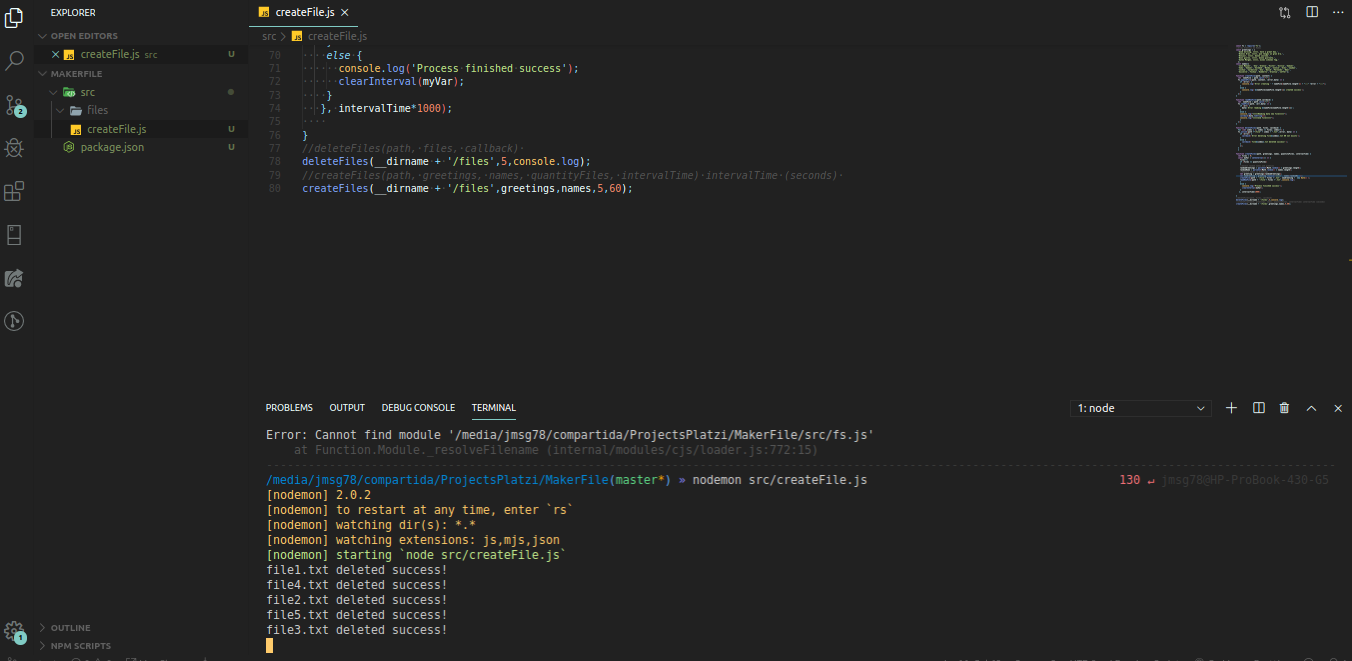 EXPLORER
OPEN EDITORS
createFile.js src U
MAKERFILE
src
files
createFile.js U
package.json U
OUTLINE
NPM SCRIPTS
2
1
createFile.js
src > createFile.js
70 else {
71 console.log('Process finished success');
72 clearInterval(myVar);
73 }
74 }, intervalTime*1000);
75
76 }
77 //deleteFiles(path, files, callback)
78 deleteFiles(__dirname + '/files',5,console.log);
79 //createFiles(path, greetings, names, quantityFiles, intervalTime) intervalTime (seconds)
80 createFiles(__dirname + '/files',greetings,names,5,60);
PROBLEMS OUTPUT DEBUG CONSOLE TERMINAL 1: node
Error: Cannot find module '/media/jmsg78/compartida/ProjectsPlatzi/MakerFile/src/fs.js'
at Function.Module._resolveFilename (internal/modules/cjs/loader.js:772:15)
/media/jmsg78/compartida/ProjectsPlatzi/MakerFile(master*) » nodemon src/createFile.js 130 ↵ jmsg78@HP-ProBook-430-G5
[nodemon] 2.0.2
[nodemon] to restart at any time, enter `rs`
[nodemon] watching dir(s): *.*
[nodemon] watching extensions: js,mjs,json
[nodemon] starting `node src/createFile.js`
file1.txt deleted success!
file4.txt deleted success!
file2.txt deleted success!
file5.txt deleted success!
file3.txt deleted success!